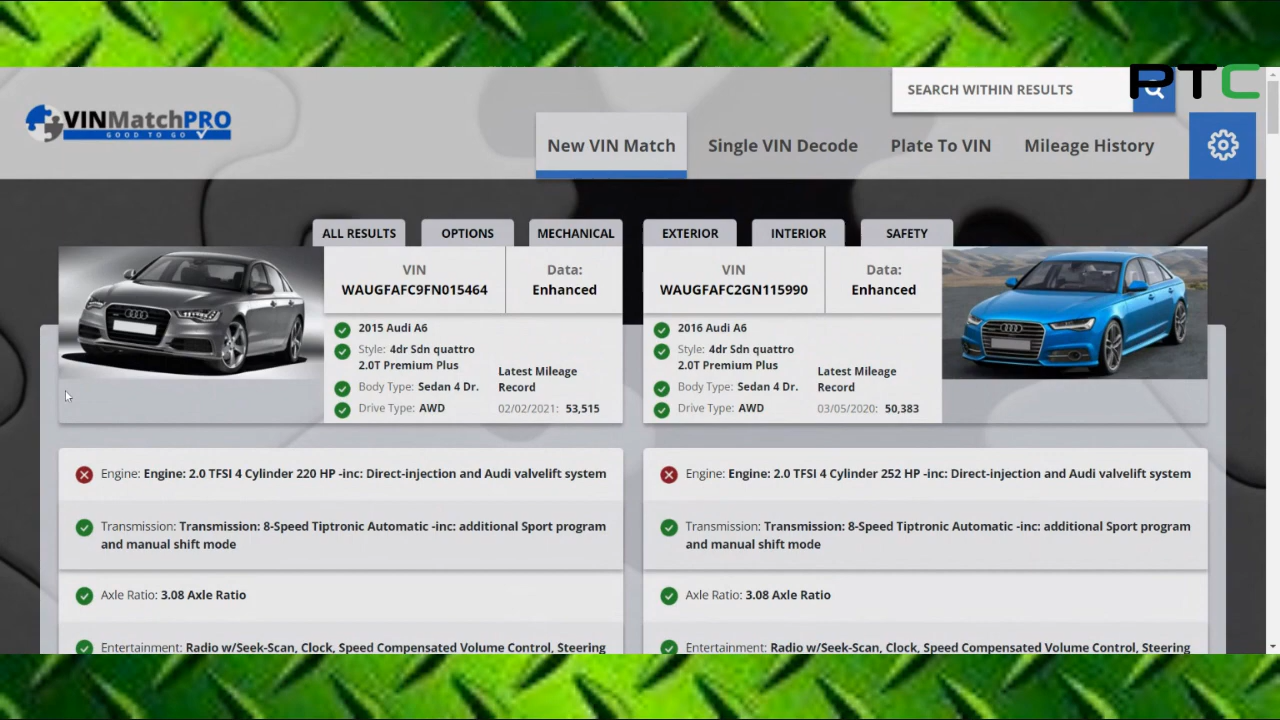 PTC
SEARCH WITHIN RESULTS
VINMatchPRO
GOOD TO GO
New VIN Match
Single VIN Decode
Plate To VIN
Mileage History
ALL RESULTS
OPTIONS
MECHANICAL
EXTERIOR
INTERIOR
SAFETY
VIN
WAUGFAFC9FN015464
Data:
Enhanced
2015 Audi A6
Style: 4dr Sdn quattro
2.0T Premium Plus
Body Type: Sedan 4 Dr.
Drive Type: AWD
Latest Mileage
Record
02/02/2021: 53,515
VIN
WAUGFAFC2GN115990
Data:
Enhanced
2016 Audi A6
Style: 4dr Sdn quattro
2.0T Premium Plus
Body Type: Sedan 4 Dr.
Drive Type: AWD
Latest Mileage
Record
03/05/2020: 50,383
Engine: Engine: 2.0 TFSI 4 Cylinder 220 HP -inc: Direct-injection and Audi valvelift system
Transmission: Transmission: 8-Speed Tiptronic Automatic -inc: additional Sport program
and manual shift mode
Axle Ratio: 3.08 Axle Ratio
Entertainment: Radio w/Seek-Scan, Clock, Speed Compensated Volume Control, Steering
Engine: Engine: 2.0 TFSI 4 Cylinder 252 HP -inc: Direct-injection and Audi valvelift system
Transmission: Transmission: 8-Speed Tiptronic Automatic -inc: additional Sport program
and manual shift mode
Axle Ratio: 3.08 Axle Ratio
Entertainment: Radio w/Seek-Scan, Clock, Speed Compensated Volume Control, Steering